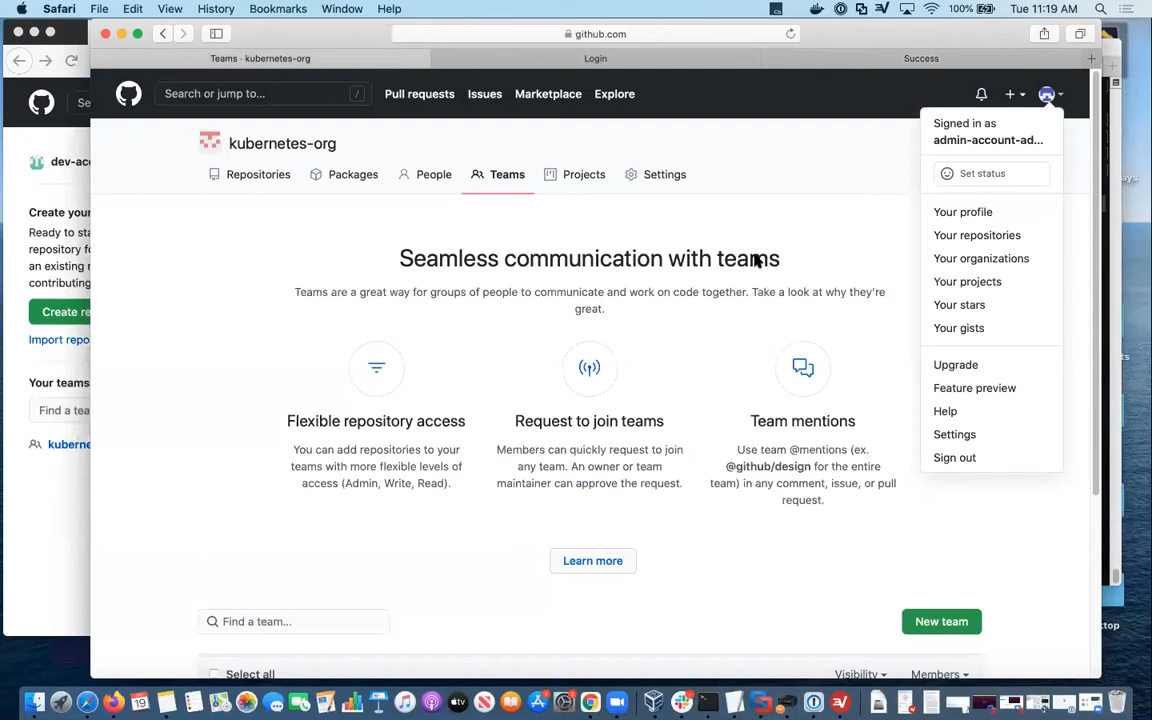 Safari File Edit View History Bookmarks Window Help
100% Tue 11:19 AM
github.com
Teams - kubernetes-org
Login
Success
Search or jump to... /
Pull requests Issues Marketplace Explore
Signed in as
admin-account-ad...
Set status
Your profile
Your repositories
Your organizations
Your projects
Your stars
Your gists
Upgrade
Feature preview
Help
Settings
Sign out
kubernetes-org
Repositories Packages People Teams Projects Settings
Seamless communication with teams
Teams are a great way for groups of people to communicate and work on code together. Take a look at why they're
great.
Flexible repository access
You can add repositories to your
teams with more flexible levels of
access (Admin, Write, Read).
Request to join teams
Members can quickly request to join
any team. An owner or team
maintainer can approve the request.
Team mentions
Use team @mentions (ex.
@github/design for the entire
team) in any comment, issue, or pull
request.
Learn more
Find a team...
New team
Select all
Visibility Members
Se
dev-acc
Create your
Ready to sta
repository fo
an existing r
contributing
Create re
Import repo
Your teams
Find a tea
kuberne
19